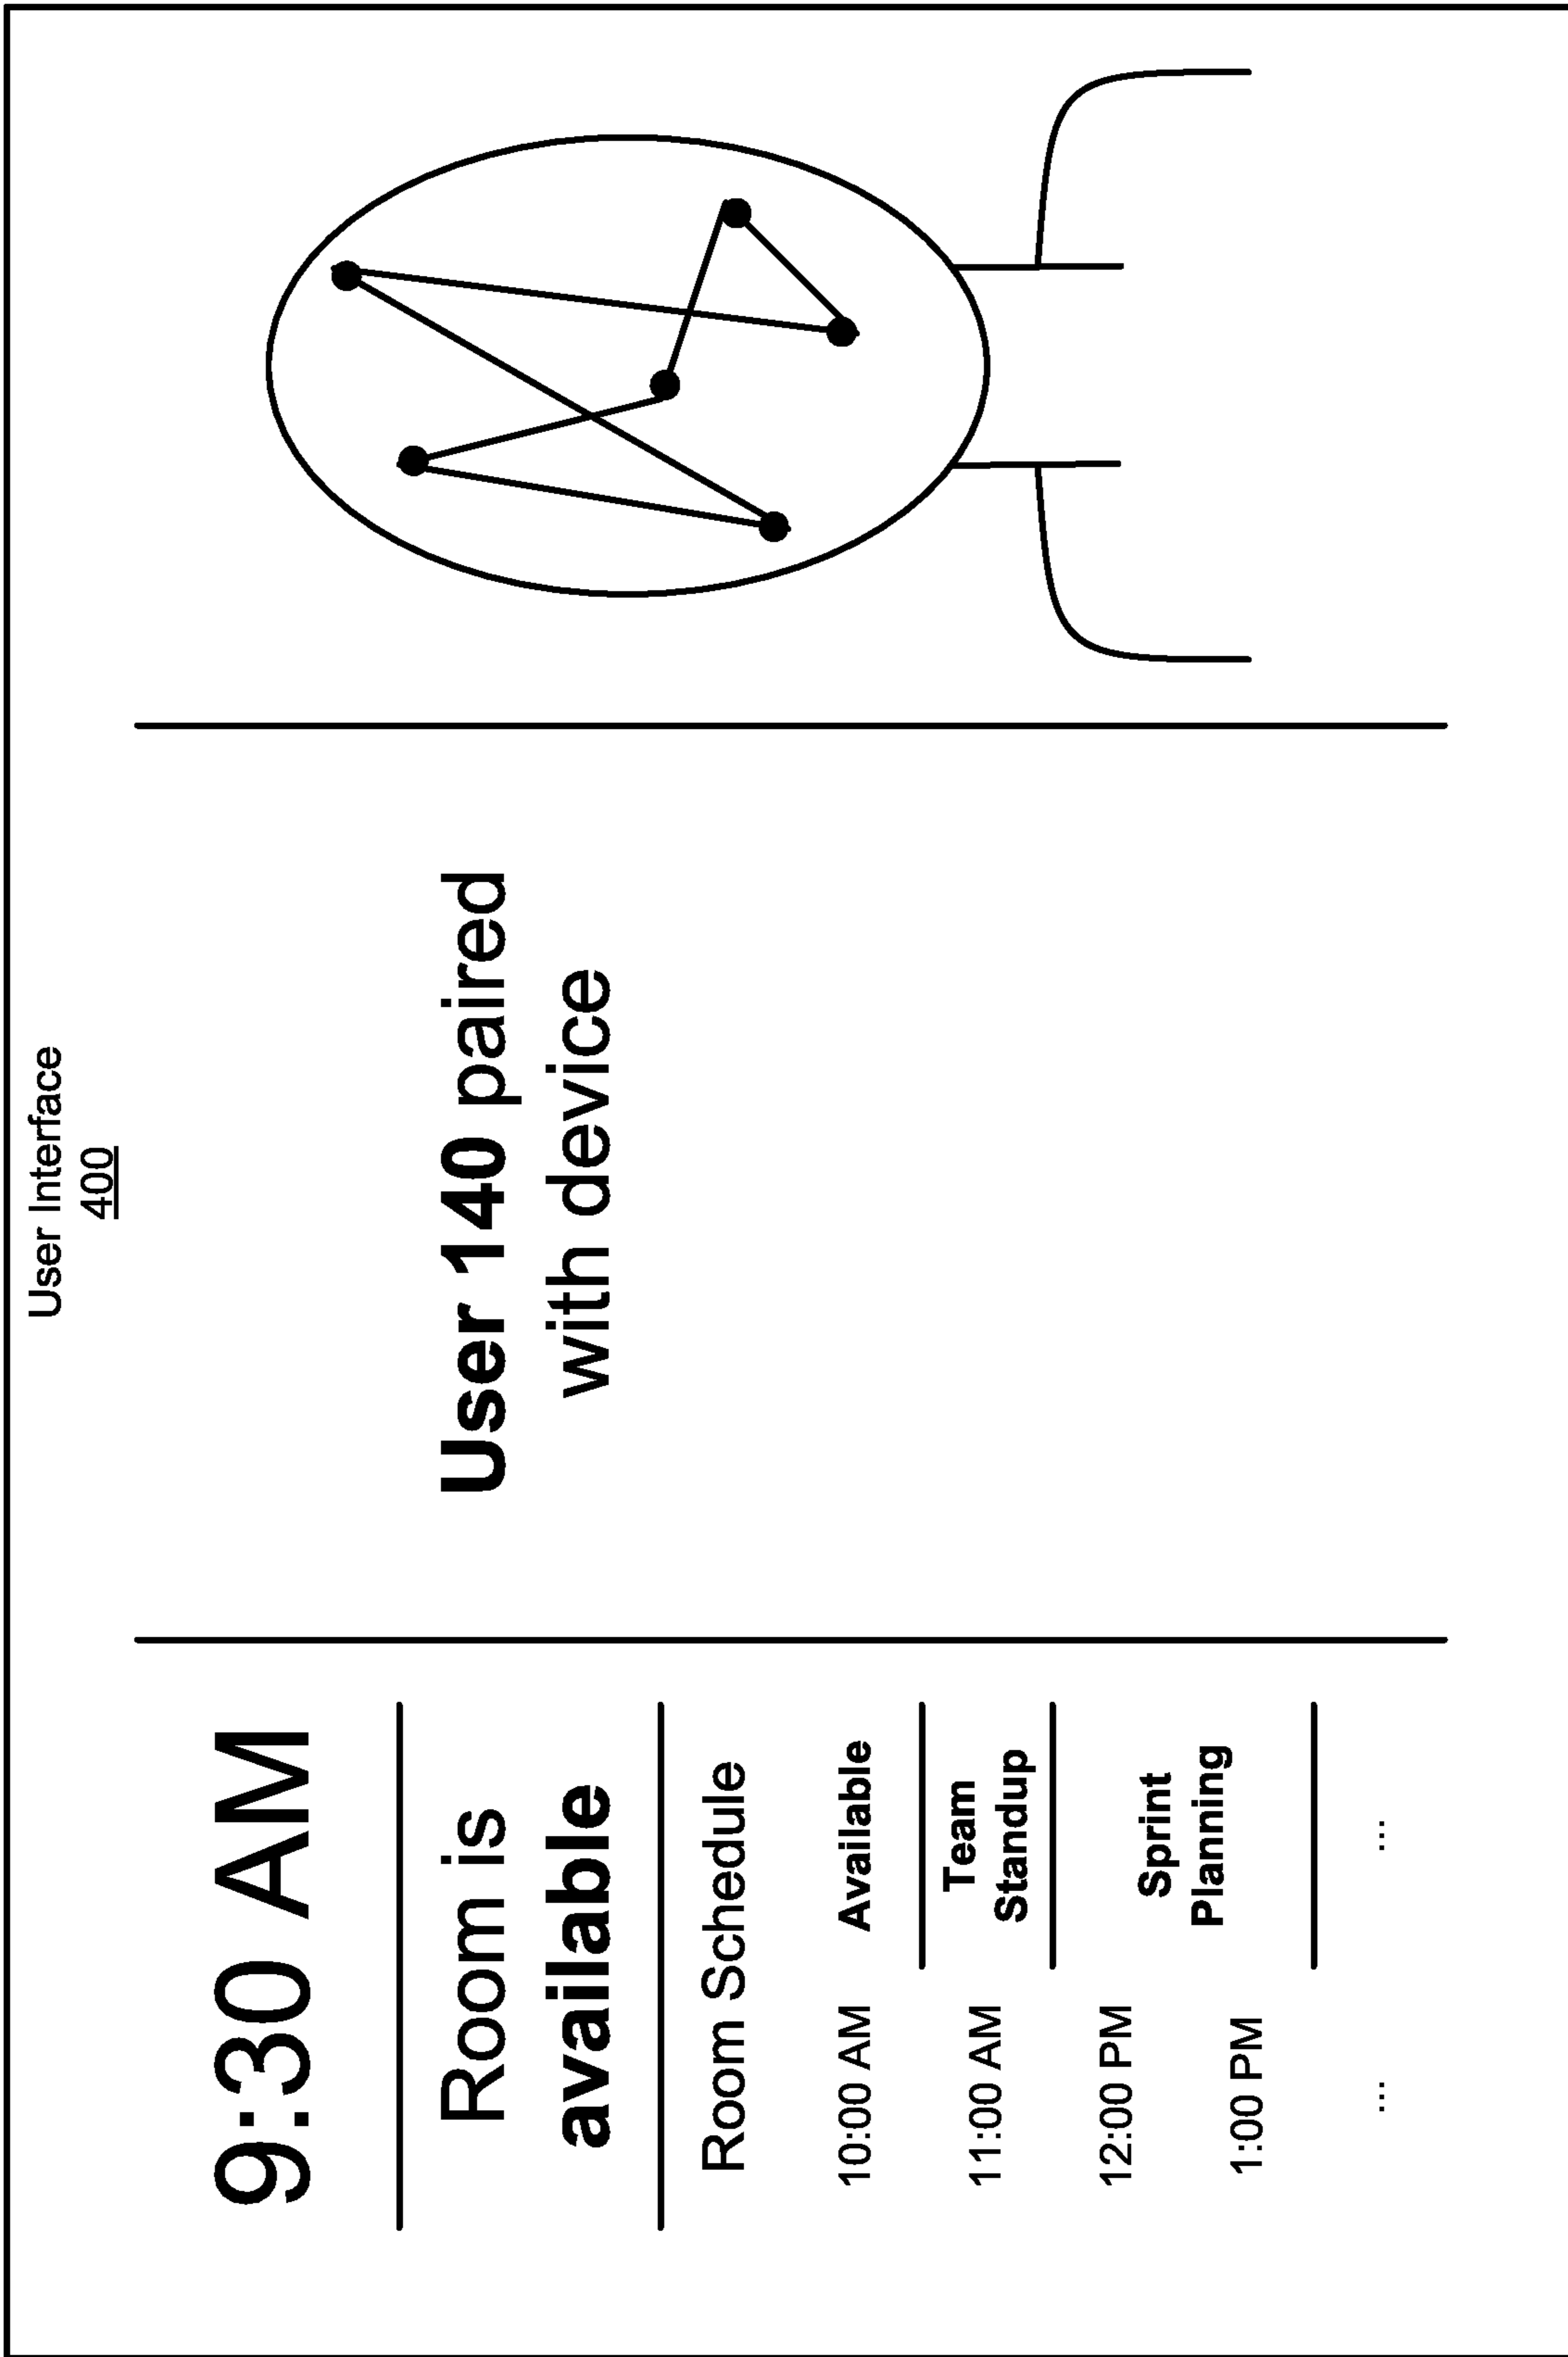 User Interface
400
9:30 AM
Room is
available
Room Schedule
10:00 AM
Available
11:00 AM
Team
Standup
12:00 PM
Sprint
Planning
1:00 PM
...
...
User 140 paired
with device